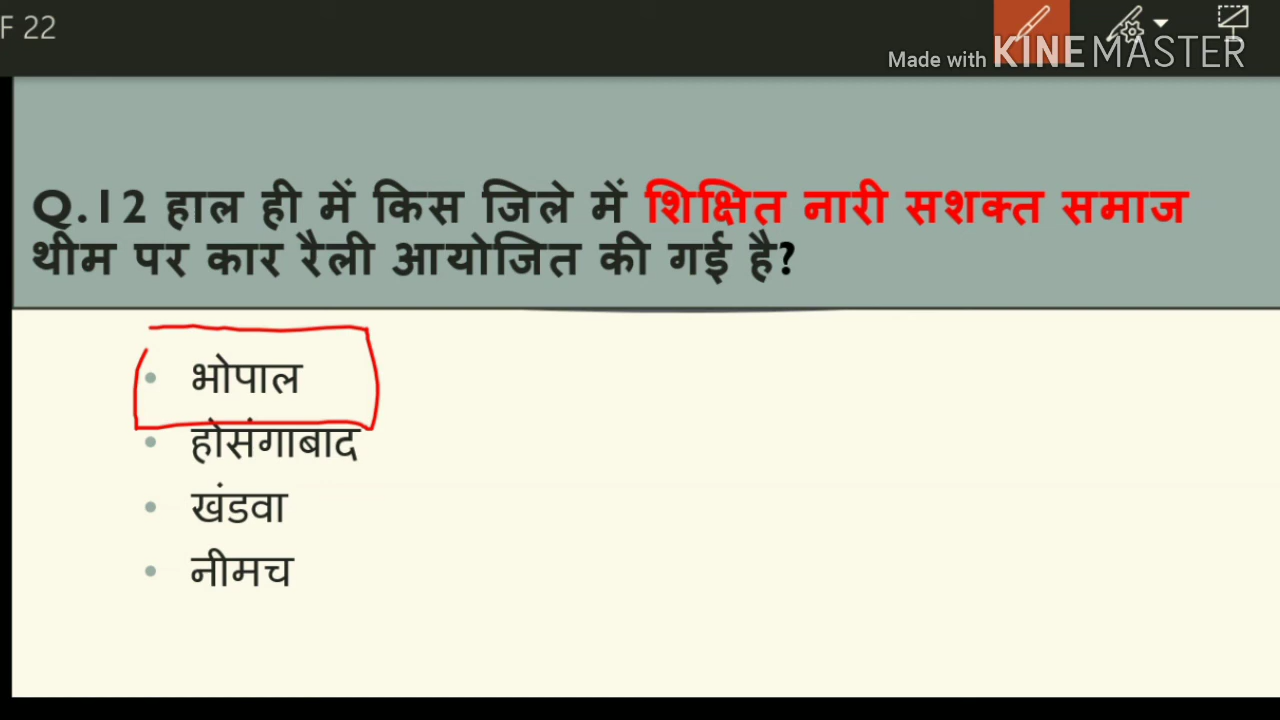 F 22
Made with KINEMASTER
Q.12 हाल ही में किस जिले में शिक्षित नारी सशक्त समाज
थीम पर कार रैली आयोजित की गई है?
• भोपाल
• होसंगाबाद
• खंडवा
• नीमच